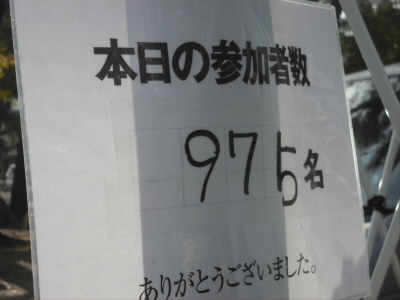 本日の参加者数
975名
ありがとうございました。